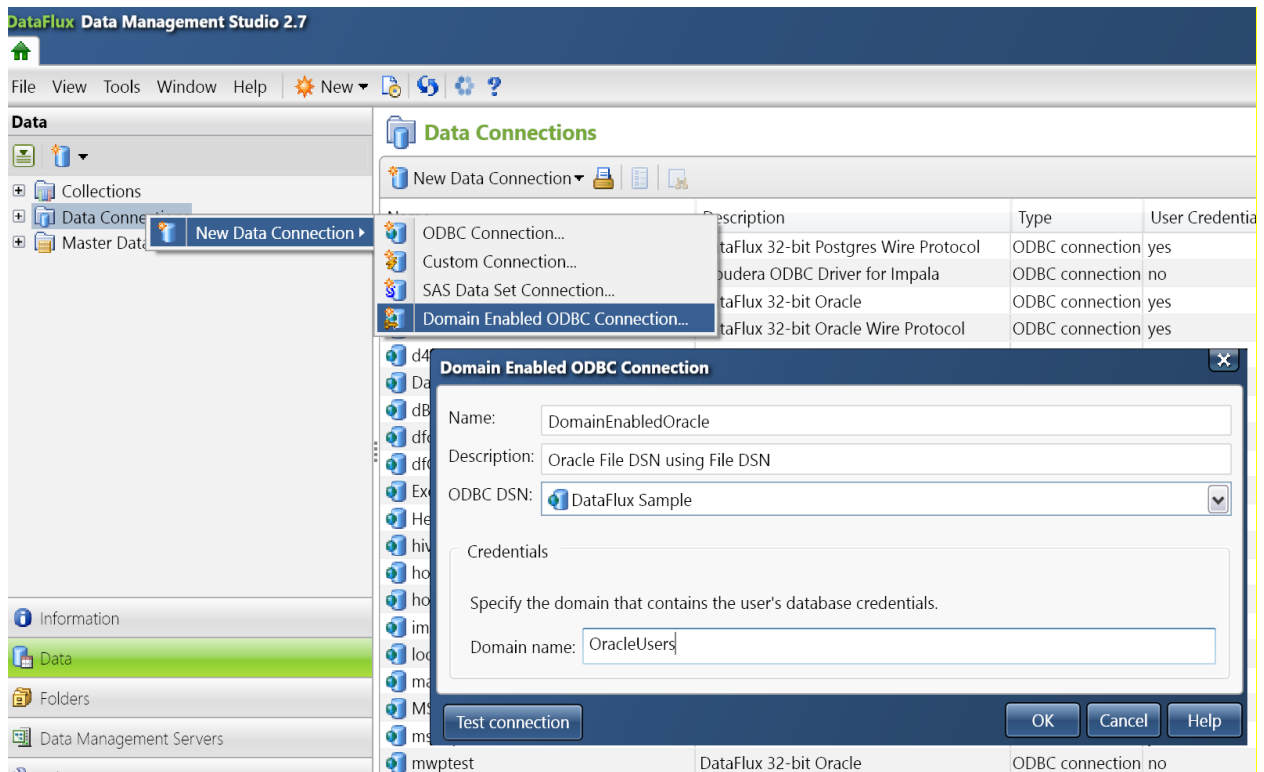 DataFlux Data Management Studio 2.7
File View Tools Window Help New
Data
Data Connections
New Data Connection
Collections
Data
Master Data
New Data Connection
ODBC Connection...
Custom Connection...
SAS Data Set Connection...
Domain Enabled ODBC Connection...
Description Type User
32-bit Postgres Wire Protocol ODBC connection yes
ODBC Driver for Impala ODBC connection no
32-bit Oracle ODBC connection yes
32-bit Oracle Wire Protocol ODBC connection yes
Domain Enabled ODBC Connection
Name: DomainEnabledOracle
Description: Oracle File DSN using File DSN
ODBC DSN: DataFlux Sample
Credentials
Specify the domain that contains the user's database credentials.
Domain name: OracleUsers
Test connection OK Cancel Help
mwptest DataFlux 32-bit Oracle ODBC connection no
Information
Data
Folders
Data Management Servers